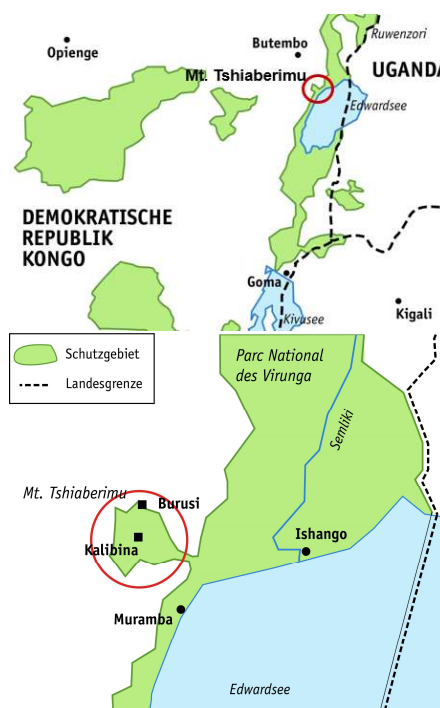 Opienge
Butembo
Ruwenzori
Mt. Tshiaberimu
UGANDA
Edwardsee
DEMOKRATISCHE
REPUBLIK
KONGO
Goma
Kivusee
Kigali
Schutzgebiet
Landesgrenze
Parc National
des Virunga
Semliki
Mt. Tshiaberimu
Burusi
Kalibina
Ishango
Muramba
Edwardsee